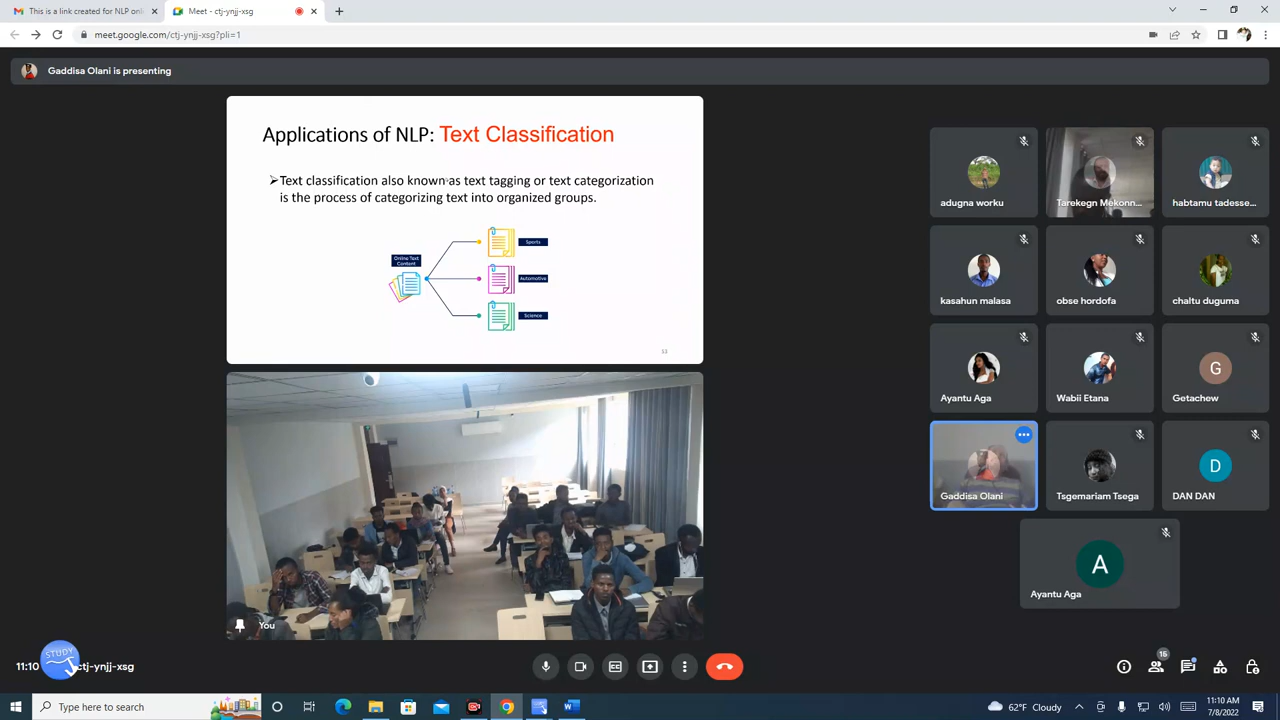 This is a link created for NLP onli
Meet - ctj-ynjj-xsg
meet.google.com/ctj-ynjj-xsg?pli=1
Gaddisa Olani is presenting
Applications of NLP: Text Classification
Text classification also known as text tagging or text categorization
is the process of categorizing text into organized groups.
Online Text
Content
Sports
Automotive
Science
You
adugna worku
Tarekegn Mekonn...
habtamu tadesse...
kasahun malasa
obse hordofa
chala duguma
Ayantu Aga
Wabii Etana
G
Getachew
Gaddisa Olani
Tsgemariam Tsega
D
DAN DAN
A
Ayantu Aga
11:10
STUDY
ctj-ynjj-xsg
15
Type here to search
62°F Cloudy
11:10 AM
7/8/2022